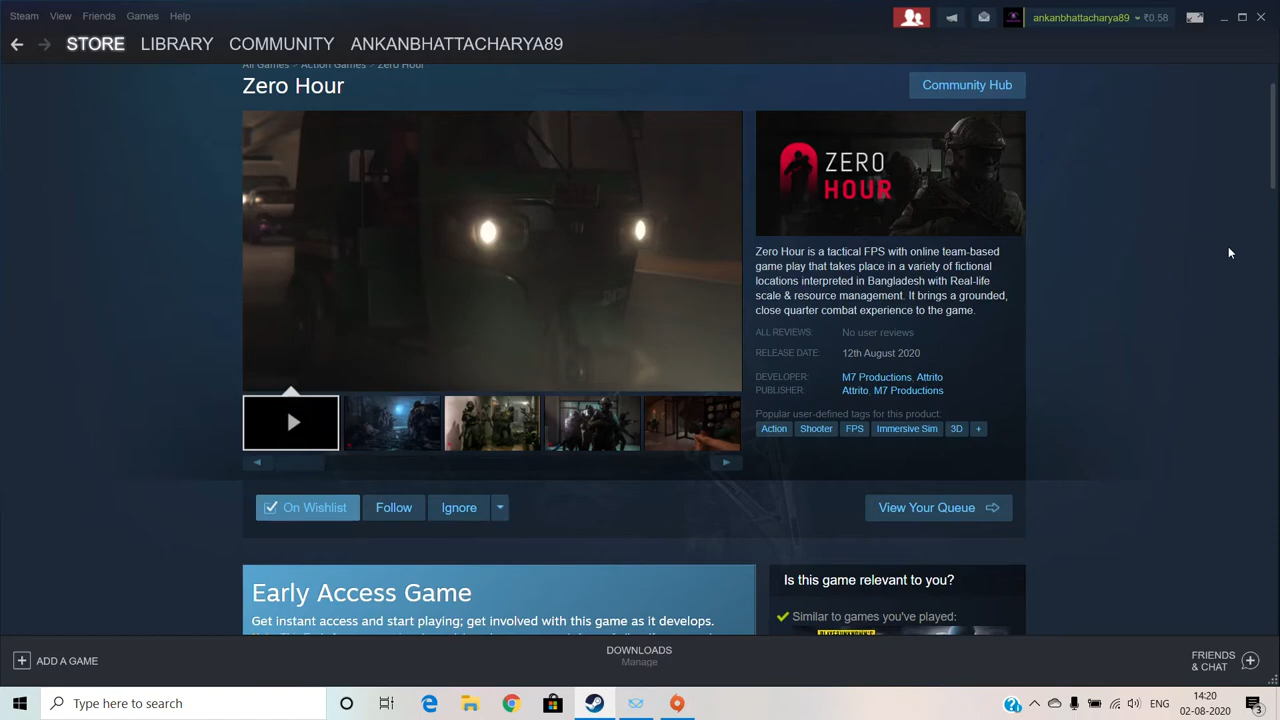 Steam View Friends Games Help
ankanbhattacharya89 ₹0.58
STORE LIBRARY COMMUNITY ANKANBHATTACHARYA89
All Games > Action Games > Zero Hour
Zero Hour
Community Hub
ZERO
HOUR
Zero Hour is a tactical FPS with online team-based
game play that takes place in a variety of fictional
locations interpreted in Bangladesh with Real-life
scale & resource management. It brings a grounded,
close quarter combat experience to the game.
ALL REVIEWS: No user reviews
RELEASE DATE: 12th August 2020
DEVELOPER: M7 Productions, Attrito
PUBLISHER: Attrito, M7 Productions
Popular user-defined tags for this product:
Action Shooter FPS Immersive Sim 3D +
On Wishlist Follow Ignore
View Your Queue
Early Access Game
Get instant access and start playing; get involved with this game as it develops.
Is this game relevant to you?
Similar to games you've played:
ADD A GAME
DOWNLOADS
Manage
FRIENDS
& CHAT
Type here to search
ENG
14:20
02-08-2020
3